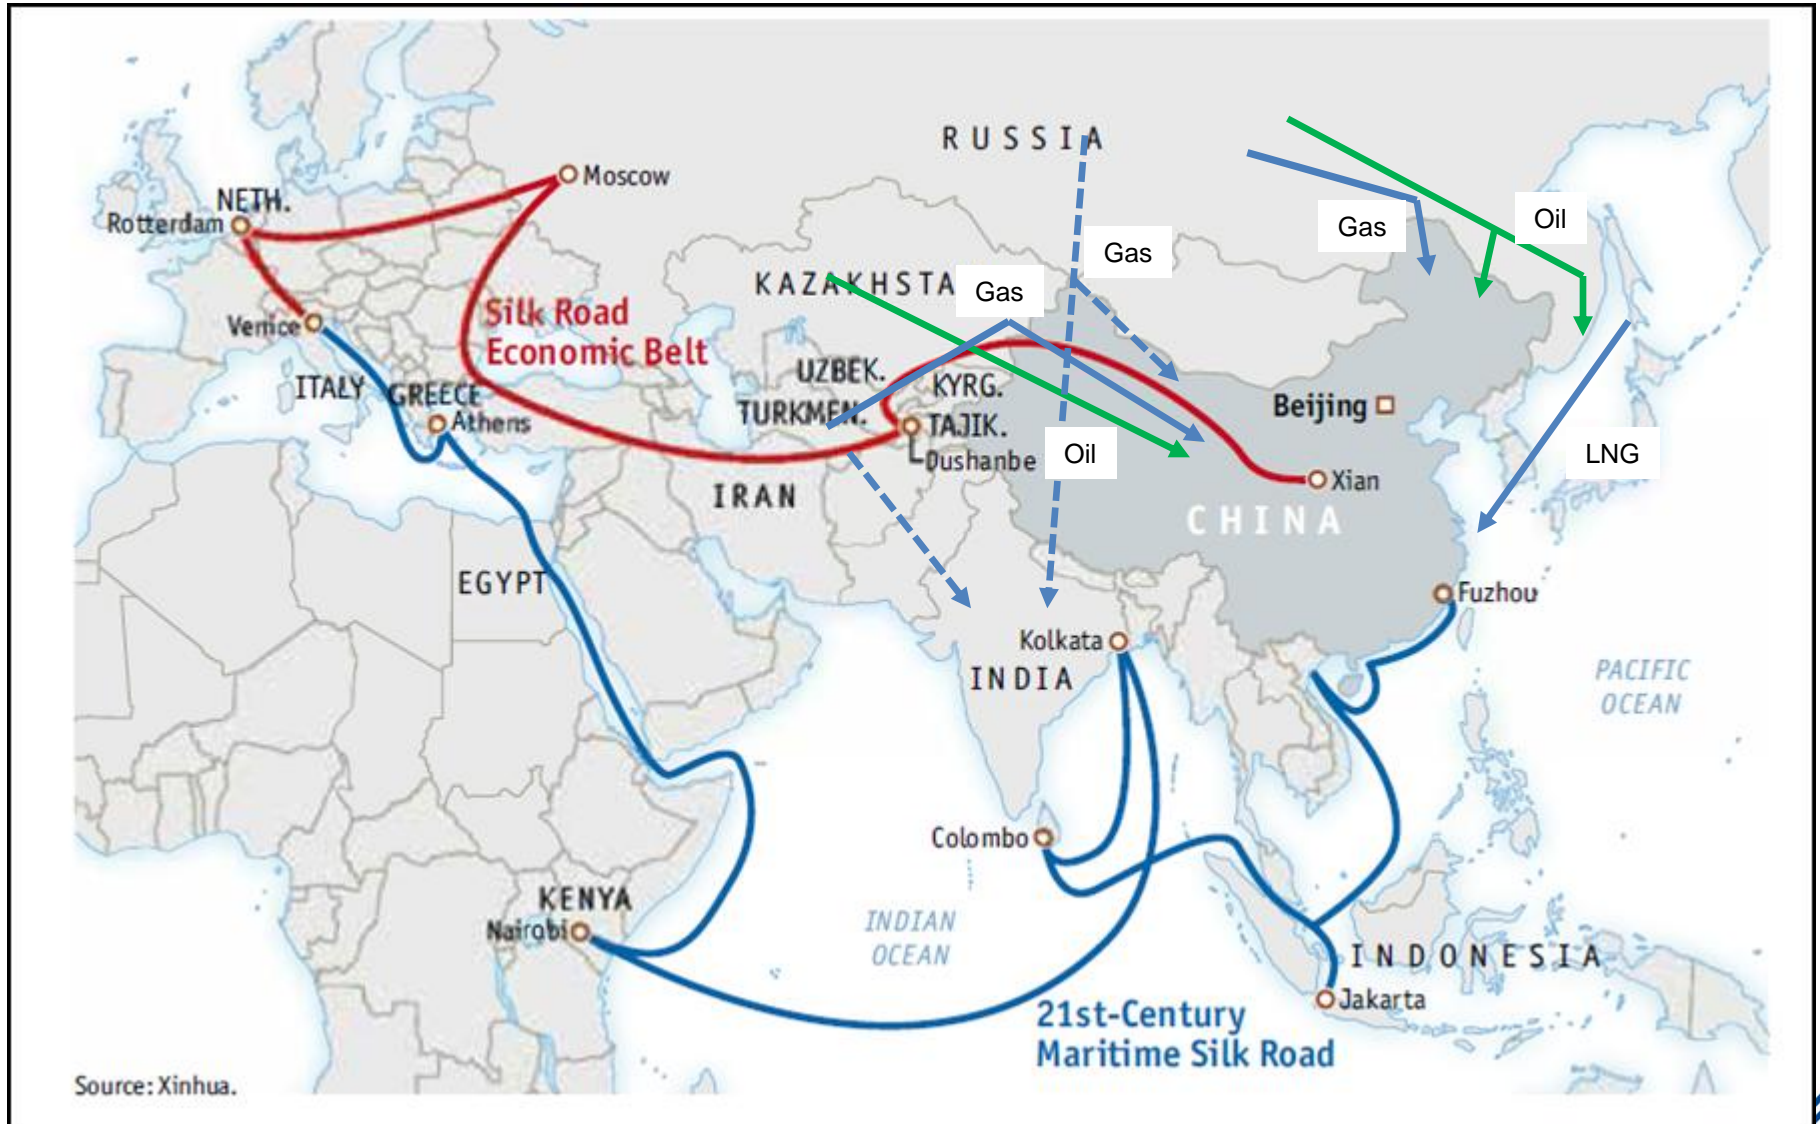 RUSSIA
Moscow
NETH.
Rotterdam
Oil
Gas
Gas
KAZAKHSTA
Gas
Silk Road
Economic Belt
Venice
UZBEK.
ITALY
GREECE
KYRG.
Beijing
TURKMEN.
Athens
TAJIK.
Dushanbe
Oil
LNG
IRAN
Xian
CHINA
EGYPT
Fuzhou
Kolkata
INDIA
PACIFIC
OCEAN
Colombo
KENYA
Nairobi
INDIAN
OCEAN
INDONESIA
Jakarta
21st-Century
Maritime Silk Road
Source: Xinhua.